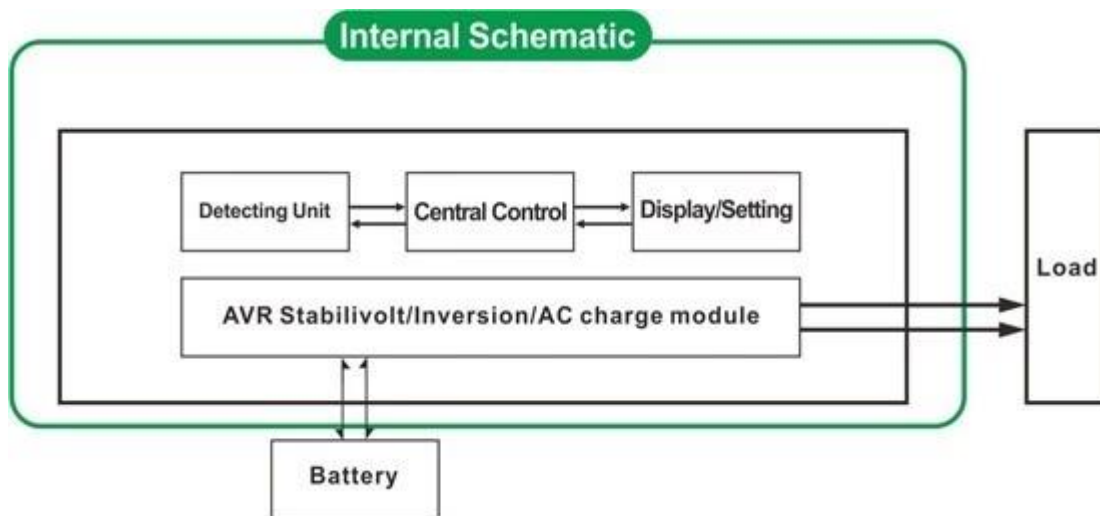 Internal Schematic
Detecting Unit
Central Control
Display/Setting
AVR Stabilivolt/Inversion/AC charge module
Load
Battery